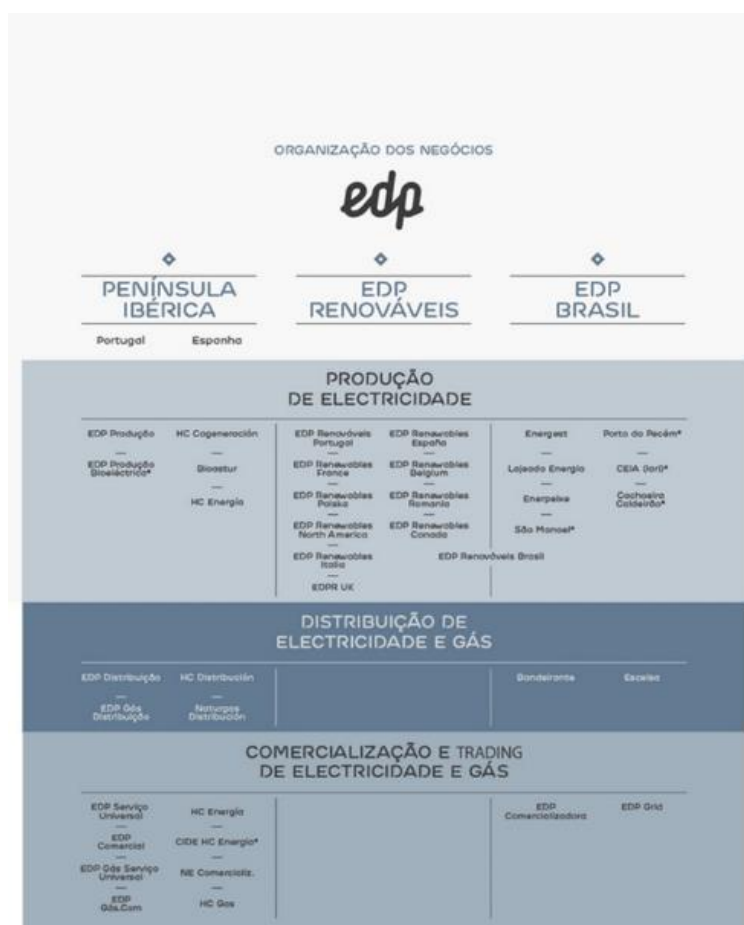 ORGANIZAÇÃO DOS NEGÓCIOS
edp
PENÍNSULA
IBÉRICA
EDP
RENOVÁVEIS
EDP
BRASIL
Portugal
Espanha
PRODUÇÃO
DE ELECTRICIDADE
EDP Produção
EDP Produção
Bioeléctrica*
HC Cogeneración
Bioastur
HC Energía
EDP Renováveis
Portugal
EDP Renewables
France
EDP Renewables
Polska
EDP Renewables
North America
EDP Renewables
Italia
EDPR UK
EDP Renewables
España
EDP Renewables
Belgium
EDP Renewables
Romania
EDP Renewables
Canada
EDP Renováveis Brasil
Energest
Lajeado Energia
Enerpeixe
São Manoel*
Porto do Pecém*
CEJA (Jari)*
Cachoeira
Caldeirão*
DISTRIBUIÇÃO DE
ELECTRICIDADE E GÁS
EDP Distribuição
EDP Gás
Distribuição
HC Distribución
Naturgas
Distribución
Bandeirante
Escelsa
COMERCIALIZAÇÃO E TRADING
DE ELECTRICIDADE E GÁS
EDP Serviço
Universal
EDP
Comercial
EDP Gás Serviço
Universal
EDP
Gás.Com
HC Energía
CIDE HC Energía*
NE Comercializ.
HC Gas
EDP
Comercializadora
EDP Grid